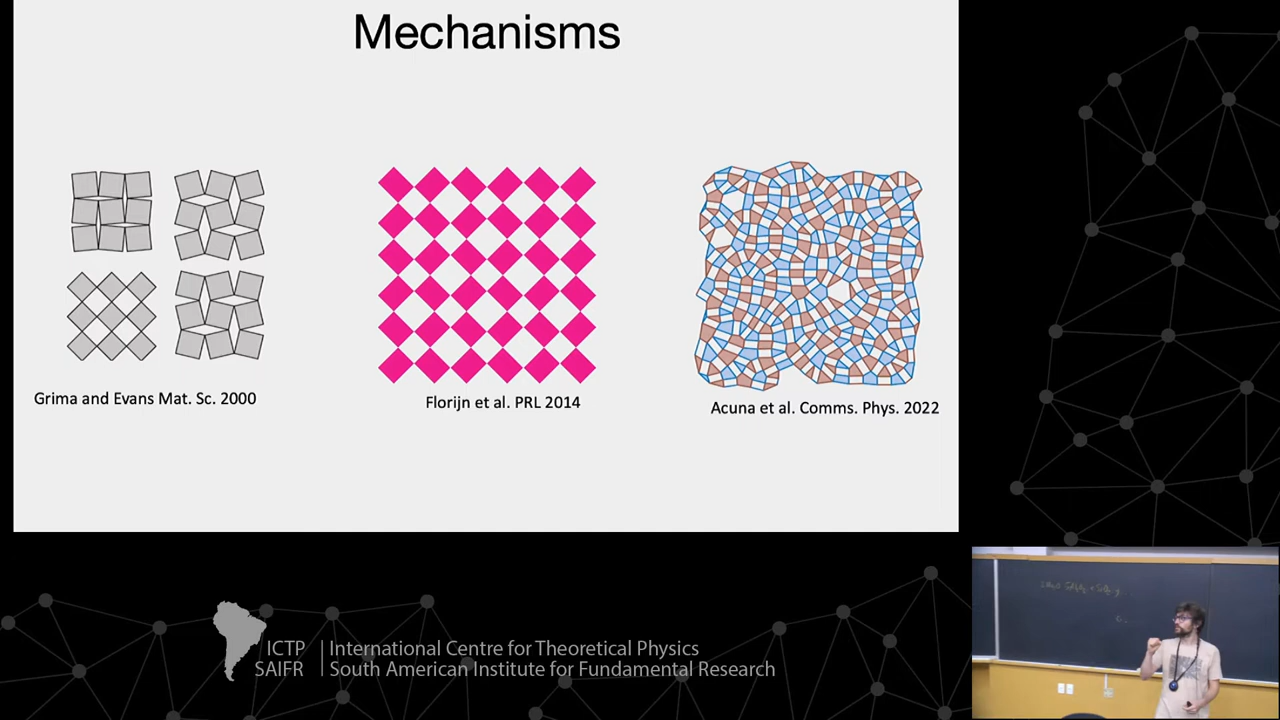 Mechanisms
Grima and Evans Mat. Sc. 2000
Florijn et al. PRL 2014
Acuna et al. Comms. Phys. 2022
ICTP
SAIFR
International Centre for Theoretical Physics
South American Institute for Fundamental Research